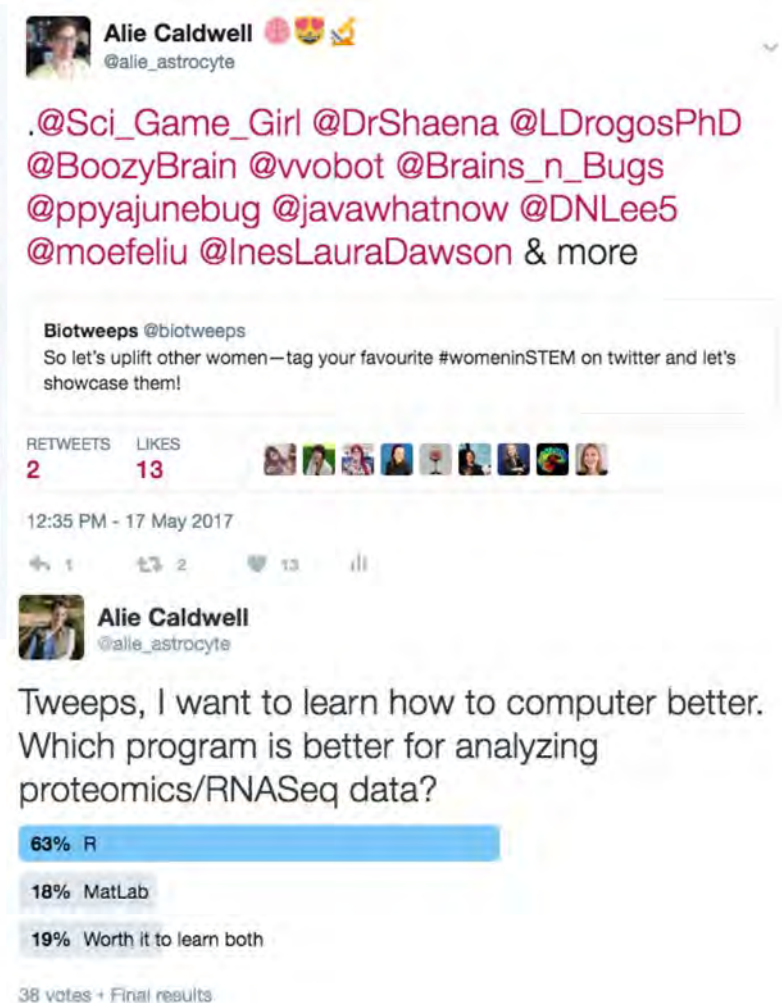 Alie Caldwell
@alie_astrocyte
.@Sci_Game_Girl @DrShaena @LDrogosPhD
@BoozyBrain @vvobot @Brains_n_Bugs
@ppyajunebug @javawhatnow @DNLee5
@moefeliu @InesLauraDawson & more
Biotweeps @biotweeps
So let's uplift other women—tag your favourite #womeninSTEM on twitter and let's
showcase them!
RETWEETS LIKES
2 13
12:35 PM - 17 May 2017
1 2 13
Alie Caldwell
@alie_astrocyte
Tweeps, I want to learn how to computer better.
Which program is better for analyzing
proteomics/RNASeq data?
63% R
18% MatLab
19% Worth it to learn both
38 votes • Final results